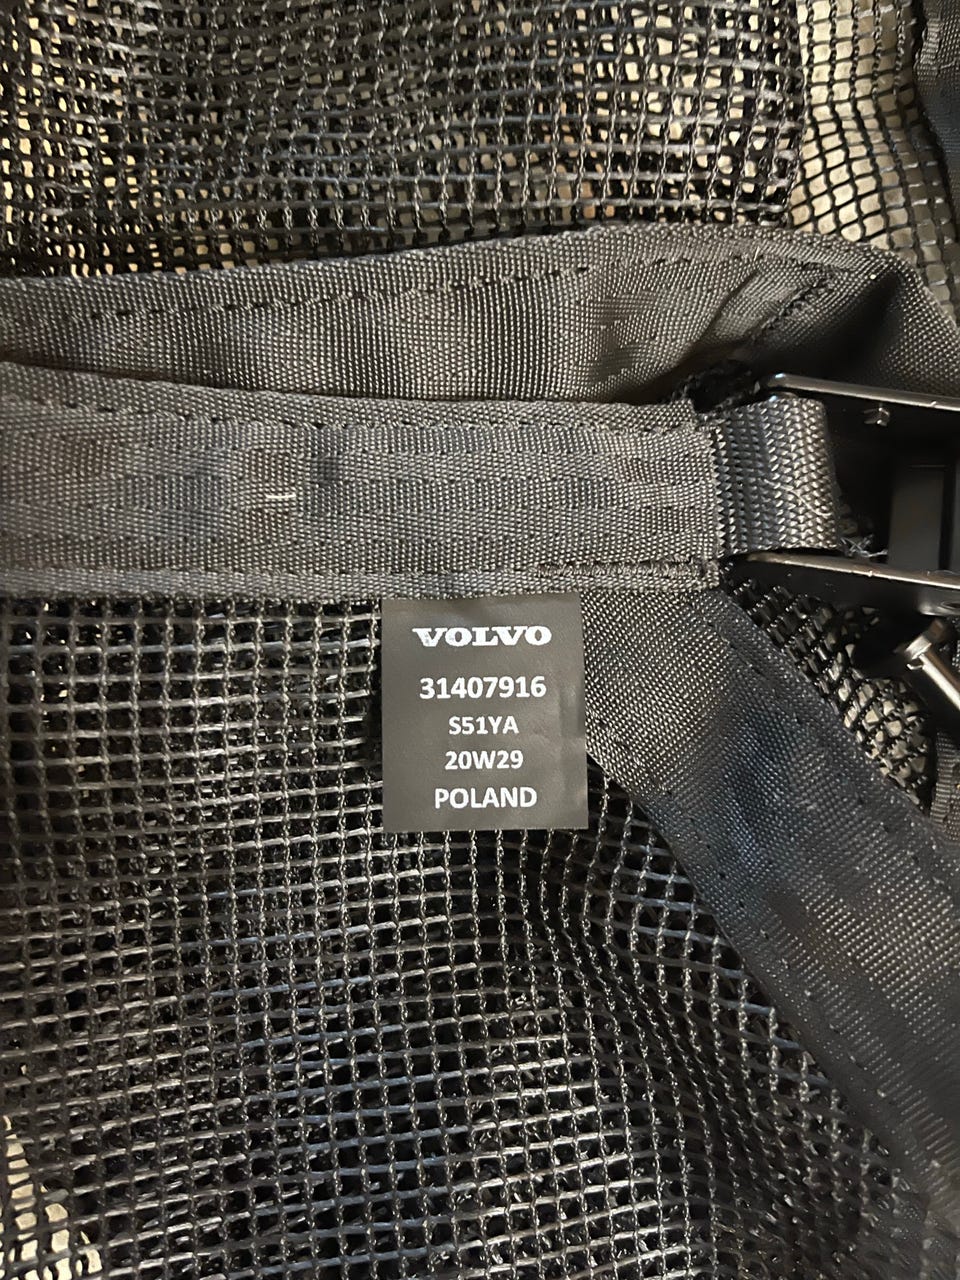 VOLVO
31407916
S51YA
20W29
POLAND